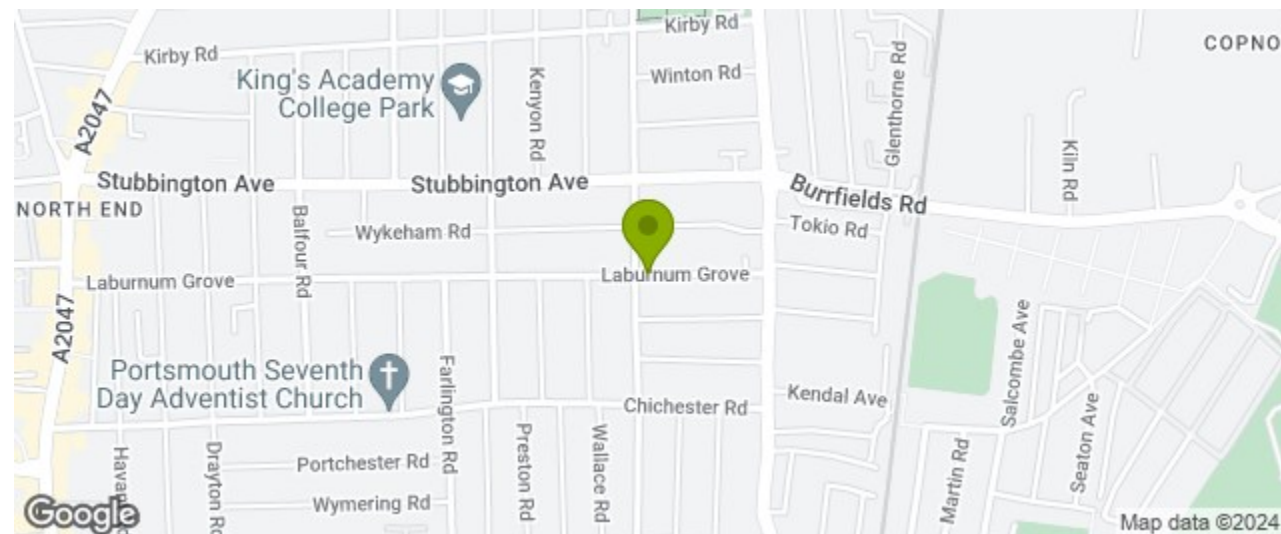 Kirby Rd
Kirby Rd
COPNO
King's Academy
College Park
Kenyon Rd
Winton Rd
Glenthorne Rd
A2047
Kiln Rd
Stubbington Ave
Stubbington Ave
Burrfields Rd
NORTH END
Balfour Rd
Wykeham Rd
Tokio Rd
Laburnum Grove
Laburnum Grove
A2047
Salcombe Ave
Portsmouth Seventh
Day Adventist Church
Farlington Rd
Kendal Ave
Chichester Rd
Seaton Ave
Havan
Drayton Rd
Portchester Rd
Preston Rd
Wallace Rd
Martin Rd
Wymering Rd
Google
Map data ©2024